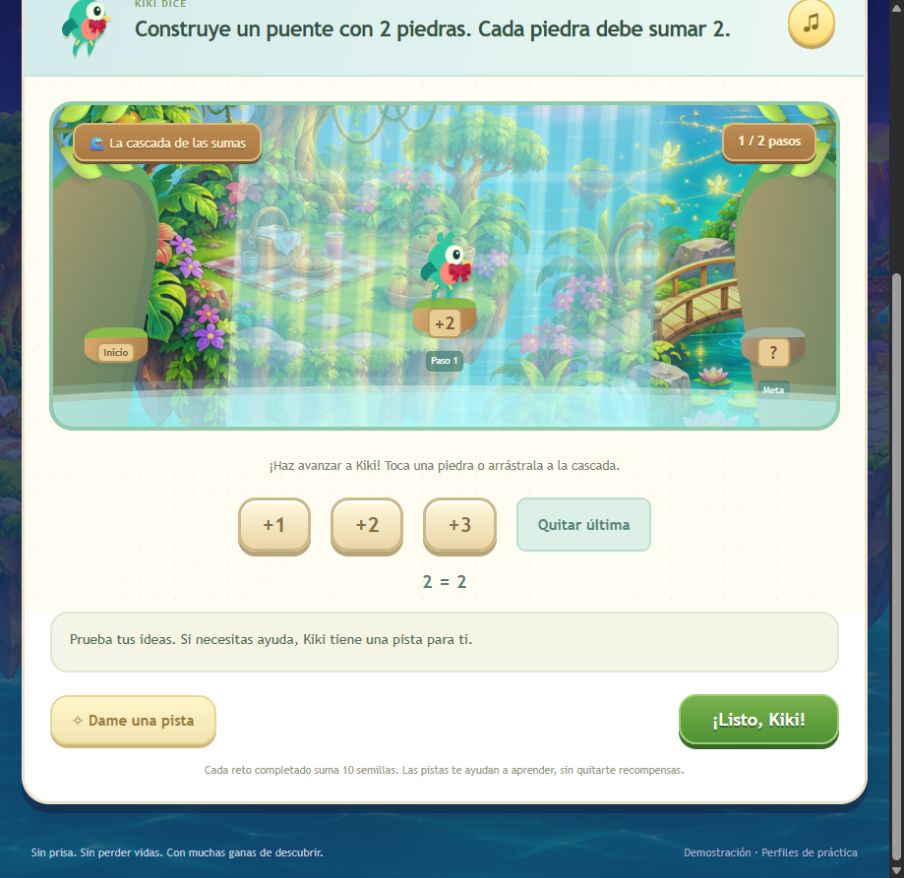 KIKI DICE
Construye un puente con 2 piedras. Cada piedra debe sumar 2.
La cascada de las sumas
1 / 2 pasos
+2
Inicio
Paso 1
?
Meta
¡Haz avanzar a Kiki! Toca una piedra o arrástrala a la cascada.
+1
+2
+3
Quitar última
2 = 2
Prueba tus ideas. Si necesitas ayuda, Kiki tiene una pista para ti.
✧ Dame una pista
¡Listo, Kiki!
Cada reto completado suma 10 semillas. Las pistas te ayudan a aprender, sin quitarte recompensas.
Sin prisa. Sin perder vidas. Con muchas ganas de descubrir.
Demostración · Perfiles de práctica